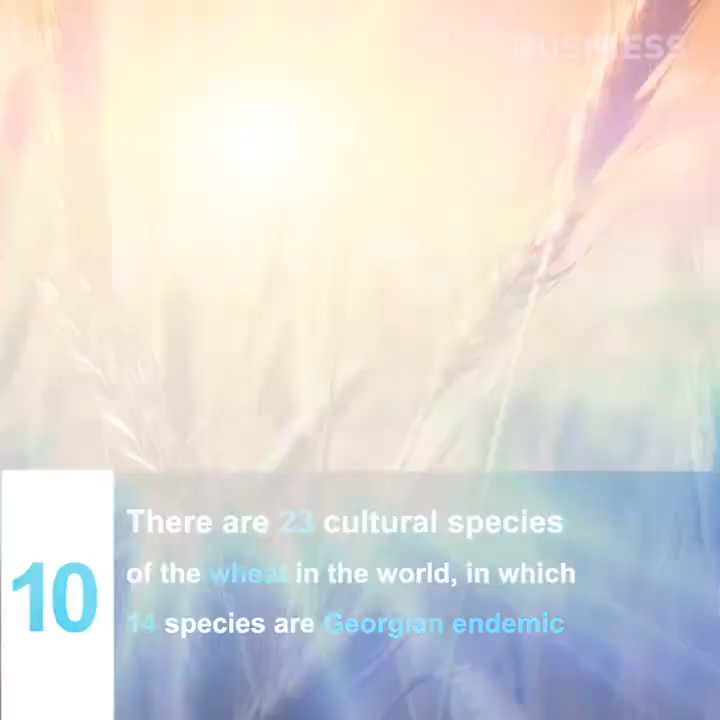 BUSINESS
10
There are 23 cultural species
of the wheat in the world, in which
14 species are Georgian endemic